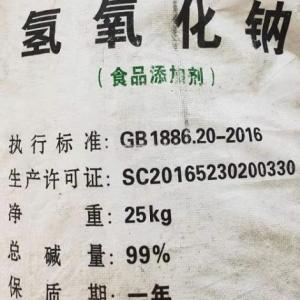 氢氧化钠
(食品添加剂)
执行标准:GB1886.20-2016
生产许可证:SC20165230200330
净重:25kg
总碱量:99%
保质期:一年